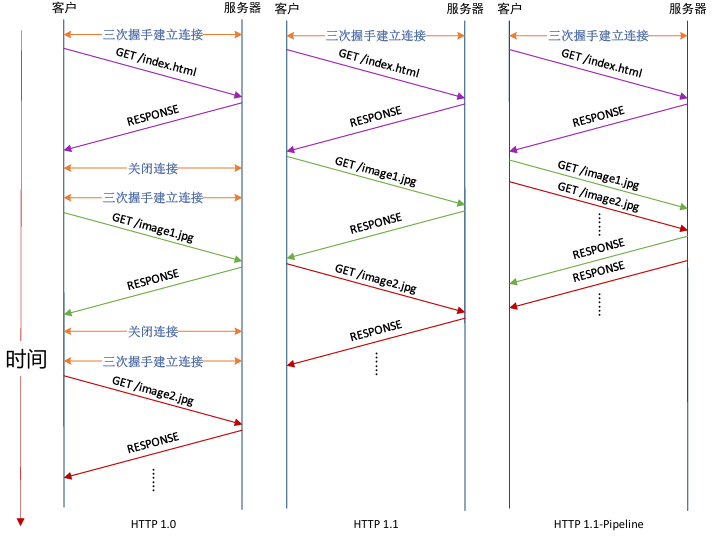 客户
服务器
三次握手建立连接
GET /index.html
RESPONSE
关闭连接
三次握手建立连接
GET /image1.jpg
RESPONSE
关闭连接
三次握手建立连接
GET /image2.jpg
RESPONSE
HTTP 1.0
客户
服务器
三次握手建立连接
GET /index.html
RESPONSE
GET /image1.jpg
RESPONSE
GET /image2.jpg
RESPONSE
HTTP 1.1
客户
服务器
三次握手建立连接
GET /index.html
RESPONSE
GET /image1.jpg
GET /image2.jpg
RESPONSE
RESPONSE
HTTP 1.1-Pipeline
时间